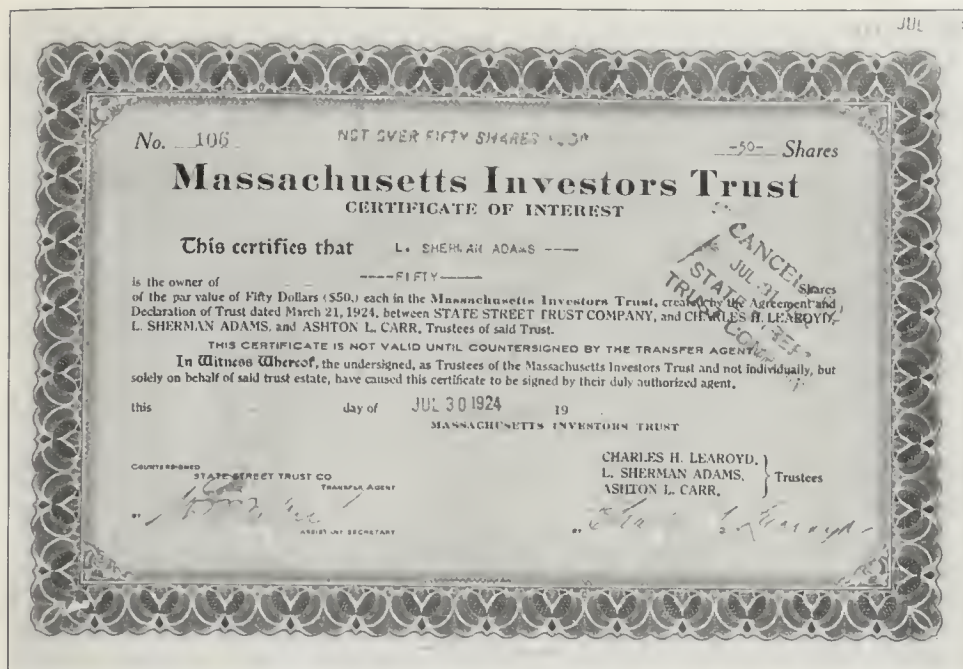 JUL
No. 106 NOT OVER FIFTY SHARES -50- Shares
Massachusetts Investors Trust
CERTIFICATE OF INTEREST
This certifies that L. SHERMAN ADAMS ----
is the owner of ----FIFTY---- Shares
of the par value of Fifty Dollars ($50.) each in the Massachusetts Investors Trust, created by the Agreement and
Declaration of Trust dated March 21, 1924, between STATE STREET TRUST COMPANY, and CHARLES H. LEAROYD,
L. SHERMAN ADAMS, and ASHTON L. CARR, Trustees of said Trust.
THIS CERTIFICATE IS NOT VALID UNTIL COUNTERSIGNED BY THE TRANSFER AGENT.
In Witness Whereof, the undersigned, as Trustees of the Massachusetts Investors Trust and not individually, but
solely on behalf of said trust estate, have caused this certificate to be signed by their duly authorized agent,
this day of JUL 30 1924 19
MASSACHUSETTS INVESTORS TRUST
CANCELLED
JUL 31
STATE STREET
TRUST CO
COUNTERSIGNED
STATE STREET TRUST CO
TRANSFER AGENT
BY
ASSISTANT SECRETARY
CHARLES H. LEAROYD,
L. SHERMAN ADAMS,
ASHTON L. CARR,
Trustees
BY Learoyd